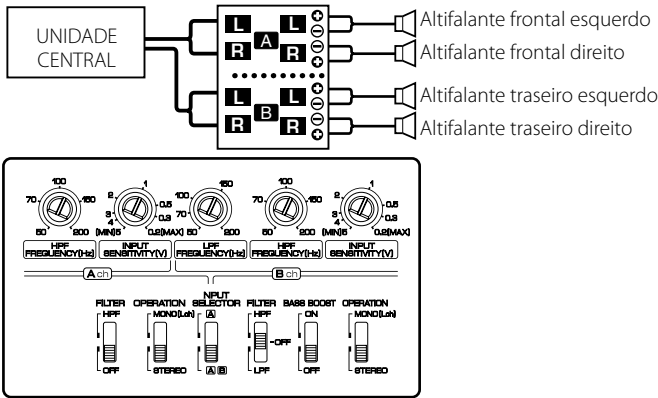 UNIDADE
CENTRAL
L L
R A R
L L
B
R R
Altifalante frontal esquerdo
Altifalante frontal direito
Altifalante traseiro esquerdo
Altifalante traseiro direito
100 1 150 1
70 150 2 0.5 100 70 150 2 0.5
3 0.3 70 3 0.3
4 4
50 200 (MIN)5 0.2(MAX) 50 200 50 200 (MIN)5 0.2(MAX)
HPF INPUT LPF HPF INPUT
FREQUENCY(Hz) SENSITIVITY(V) FREQUENCY(Hz) FREQUENCY(Hz) SENSITIVITY(V)
A ch B ch
NPUT
FILTER OPERATION SELECTOR FILTER BASS BOOST OPERATION
HPF MONO(Lch) A HPF ON MONO(Lch)
OFF
OFF STEREO A B LPF OFF STEREO